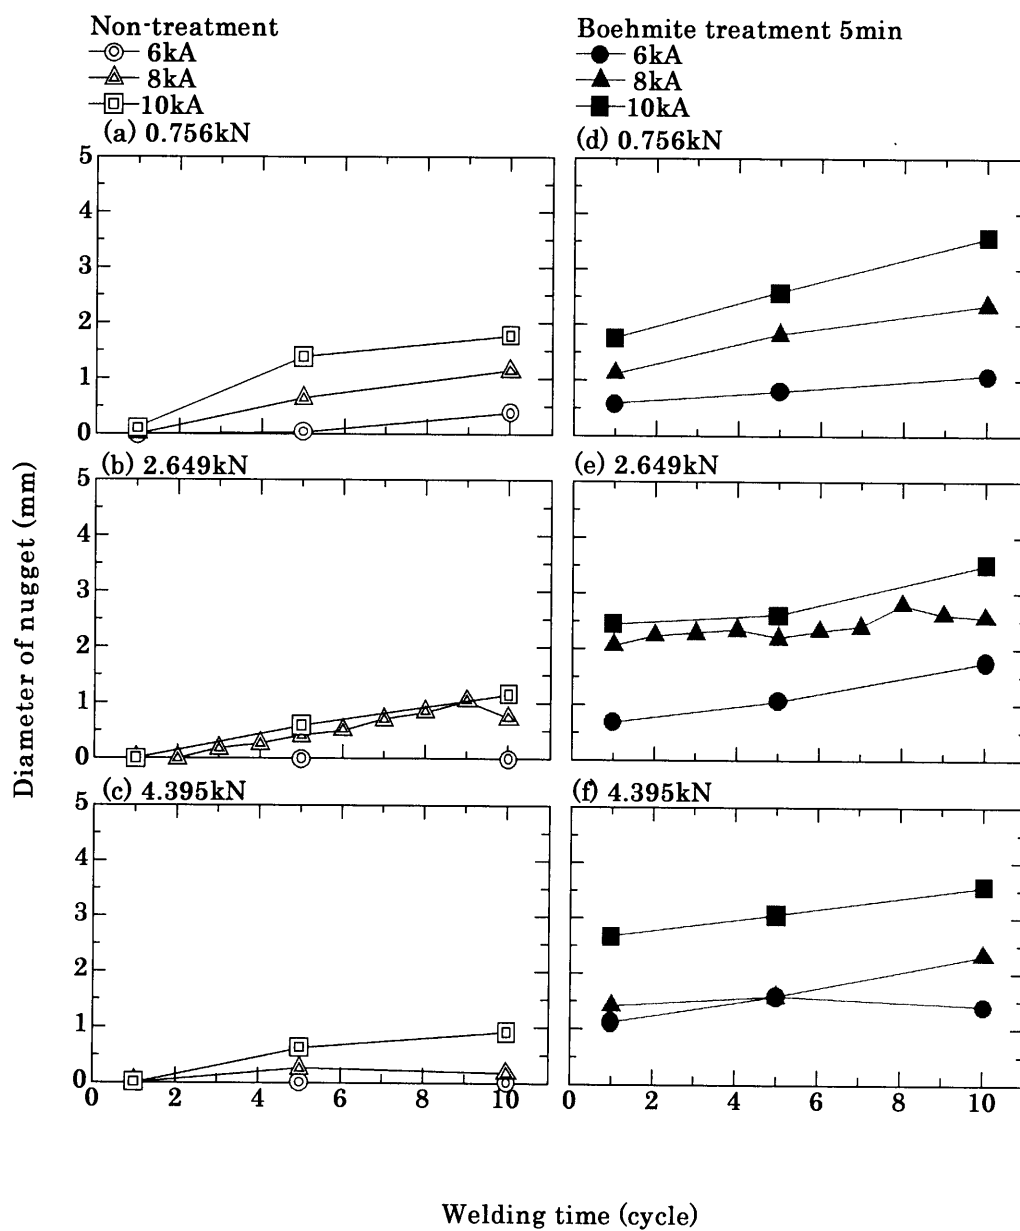 Non-treatment
6kA
8kA
10kA
Boehmite treatment 5min
6kA
8kA
10kA
(a) 0.756kN
(d) 0.756kN
5
4
3
2
1
0
(b) 2.649kN
(e) 2.649kN
5
4
3
2
1
0
(c) 4.395kN
(f) 4.395kN
5
4
3
2
1
0
0 2 4 6 8 10
0 2 4 6 8 10
Diameter of nugget (mm)
Welding time (cycle)